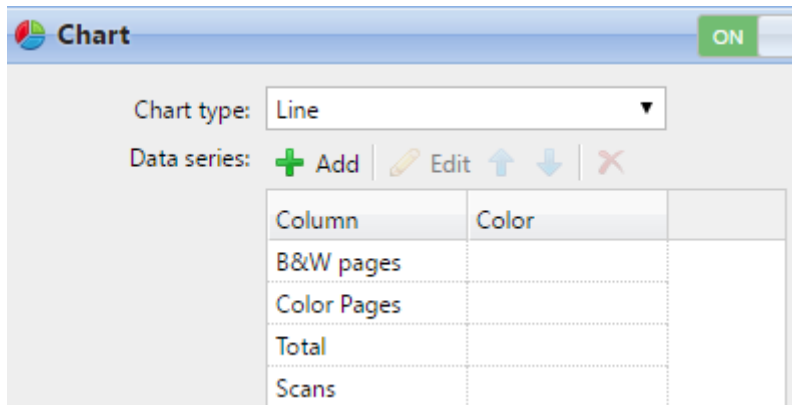 Chart ON
Chart type: Line
Data series: Add Edit
Column Color
B&W pages
Color Pages
Total
Scans